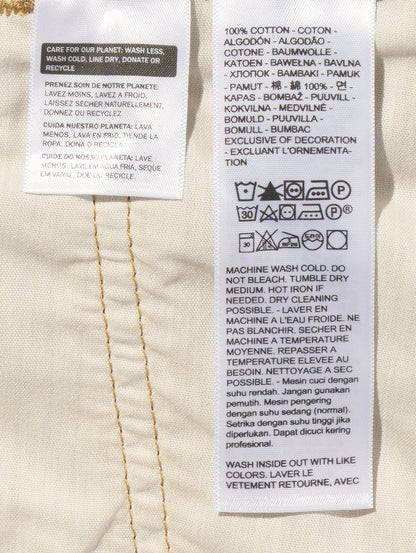 CARE FOR OUR PLANET: WASH LESS,
WASH COLD, LINE DRY, DONATE OR
RECYCLE
PRENEZ SOIN DE NOTRE PLANETE:
LAVEZ MOINS, LAVEZ A FROID,
LAISSEZ SECHER NATURELLEMENT,
DONNEZ OU RECYCLEZ
CUIDA NUESTRO PLANETA: LAVA
MENOS, LAVA EN FRIO, TIENDE LA
ROPA, DONA O RECICLA.
CUIDE DO NOSSO PLANETA: LAVE
MENOS, LAVE EM ÁGUA FRIA, SEQUE
EM VARAL, DOE OU RECICLE.
100% COTTON - COTON -
ALGODÓN - ALGODÃO -
COTONE - BAUMWOLLE -
KATOEN - BAWEŁNA - BAVLNA
- ХЛОПОК - BAMBAKI - PAMUK
- PAMUT - 棉 - 綿 100% - 면 -
KAPAS - BOMBAŽ - PUUVILL -
KOKVILNA - MEDVILNĖ -
BOMULD - PUUVILLA -
BOMULL - BUMBAC
EXCLUSIVE OF DECORATION
- EXCLUANT L'ORNEMENTA-
TION
30 P
30 P®
30
MACHINE WASH COLD. DO
NOT BLEACH. TUMBLE DRY
MEDIUM. HOT IRON IF
NEEDED. DRY CLEANING
POSSIBLE. - LAVER EN
MACHINE A L'EAU FROIDE. NE
PAS BLANCHIR. SECHER EN
MACHINE A TEMPERATURE
MOYENNE. REPASSER A
TEMPERATURE ELEVEE AU
BESOIN. NETTOYAGE A SEC
POSSIBLE. - Mesin cuci dengan
suhu rendah. Jangan gunakan
pemutih. Mesin pengering
dengan suhu sedang (normal).
Setrika dengan suhu tinggi jika
diperlukan. Dapat dicuci kering
profesional.
WASH INSIDE OUT WITH LIKE
COLORS. LAVER LE
VETEMENT RETOURNE, AVEC